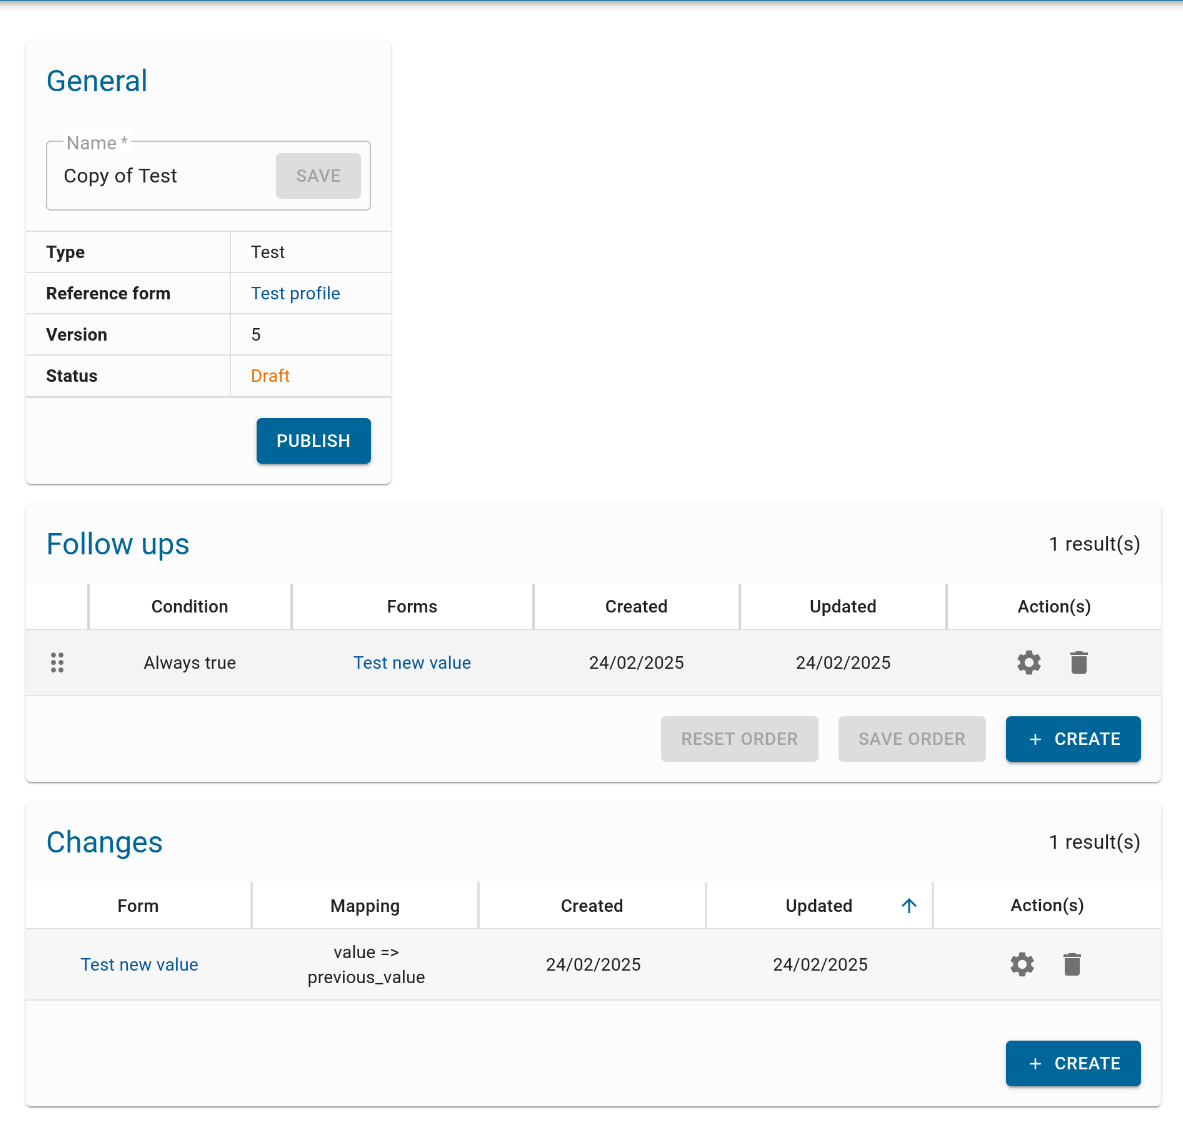 General
Name *
Copy of Test
SAVE
Type Test
Reference form Test profile
Version 5
Status Draft
PUBLISH
Follow ups 1 result(s)
Condition Forms Created Updated Action(s)
Always true Test new value 24/02/2025 24/02/2025
RESET ORDER SAVE ORDER + CREATE
Changes 1 result(s)
Form Mapping Created Updated Action(s)
Test new value value =>
previous_value 24/02/2025 24/02/2025
+ CREATE